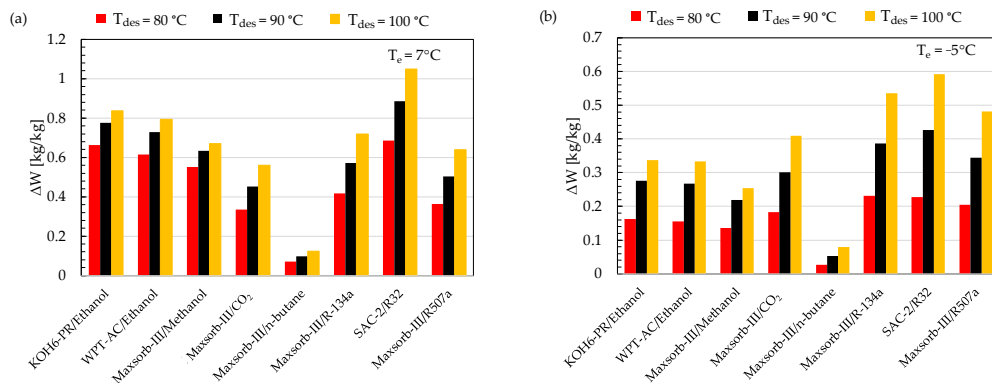 (a)
T_des = 80 °C T_des = 90 °C T_des = 100 °C
T_e = 7°C
ΔW [kg/kg]
1.2
1
0.8
0.6
0.4
0.2
0
KOH6-PR/Ethanol
WPT-AC/Ethanol
Maxsorb-III/Methanol
Maxsorb-III/CO₂
Maxsorb-III/n-butane
Maxsorb-III/R-134a
SAC-2/R32
Maxsorb-III/R507a
(b)
T_des = 80 °C T_des = 90 °C T_des = 100 °C
T_e = -5°C
ΔW [kg/kg]
0.7
0.6
0.5
0.4
0.3
0.2
0.1
0
KOH6-PR/Ethanol
WPT-AC/Ethanol
Maxsorb-III/Methanol
Maxsorb-III/CO₂
Maxsorb-III/n-butane
Maxsorb-III/R-134a
SAC-2/R32
Maxsorb-III/R507a